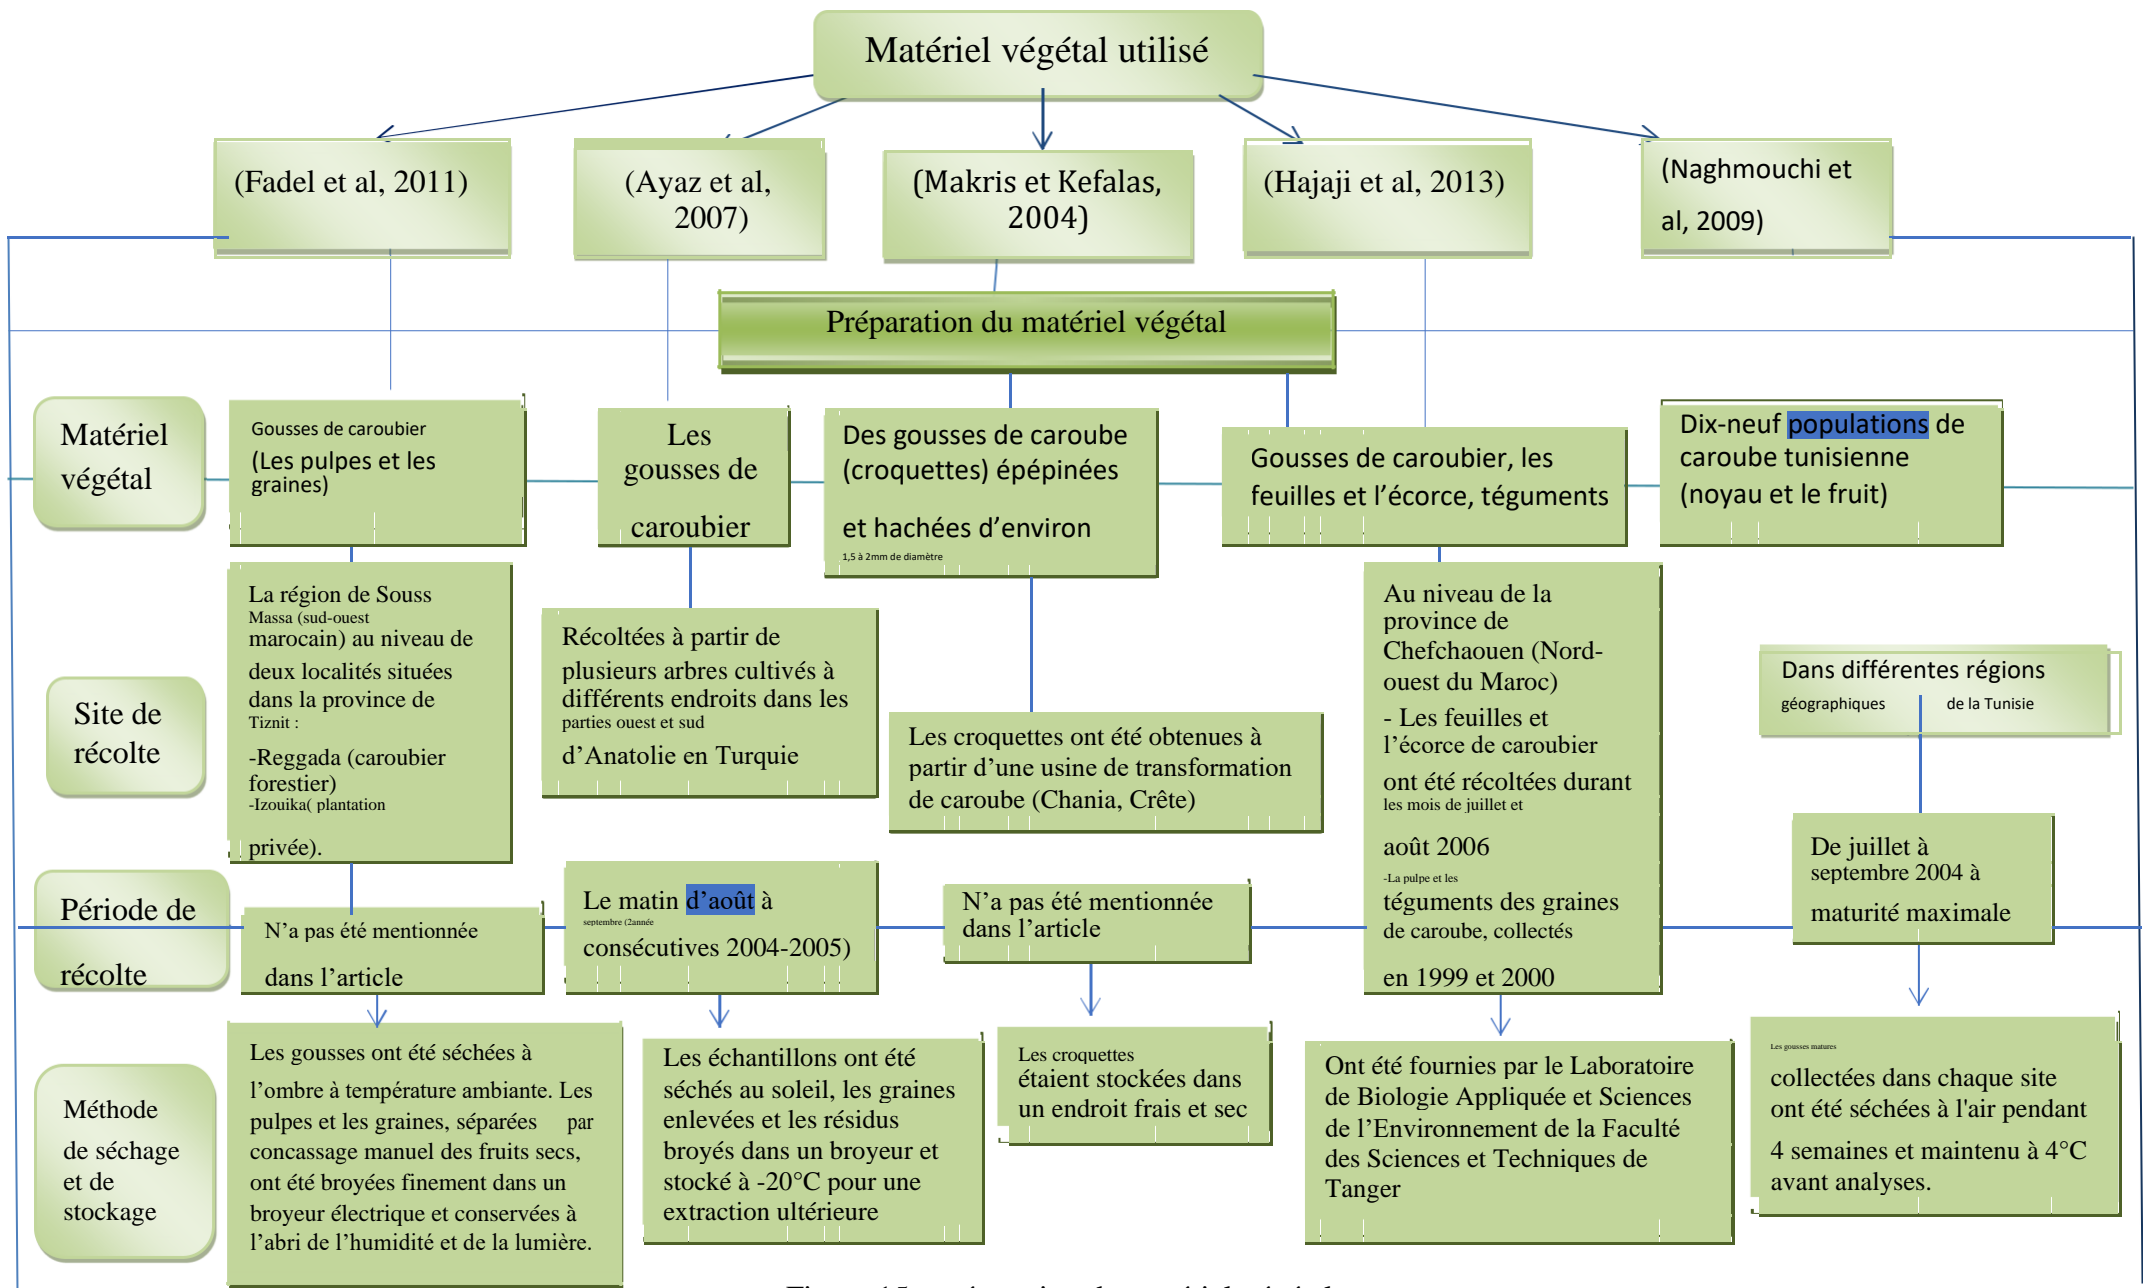 Matériel végétal utilisé
(Fadel et al, 2011)
(Ayaz et al,
2007)
(Makris et Kefalas,
2004)
(Hajaji et al, 2013)
(Naghmouchi et
al, 2009)
Préparation du matériel végétal
Matériel
végétal
Gousses de caroubier
(Les pulpes et les
graines)
Les
gousses de
caroubier
Des gousses de caroube
(croquettes) épépinées
et hachées d’environ
1,5 à 2mm de diamètre
Gousses de caroubier, les
feuilles et l’écorce, téguments
Dix-neuf populations de
caroube tunisienne
(noyau et le fruit)
Site de
récolte
La région de Souss
Massa (sud-ouest
marocain) au niveau de
deux localités situées
dans la province de
Tiznit :
-Reggada (caroubier
forestier)
-Izouika( plantation
privée).
Récoltées à partir de
plusieurs arbres cultivés à
différents endroits dans les
parties ouest et sud
d’Anatolie en Turquie
Les croquettes ont été obtenues à
partir d’une usine de transformation
de caroube (Chania, Crête)
Au niveau de la
province de
Chefchaouen (Nord-
ouest du Maroc)
- Les feuilles et
l’écorce de caroubier
ont été récoltées durant
les mois de juillet et
août 2006
-La pulpe et les
téguments des graines
de caroube, collectés
en 1999 et 2000
Dans différentes régions
géographiques de la Tunisie
Période de
récolte
N’a pas été mentionnée
dans l’article
Le matin d’août à
septembre (2année
consécutives 2004-2005)
N’a pas été mentionnée
dans l’article
De juillet à
septembre 2004 à
maturité maximale
Méthode
de séchage
et de
stockage
Les gousses ont été séchées à
l’ombre à température ambiante. Les
pulpes et les graines, séparées par
concassage manuel des fruits secs,
ont été broyées finement dans un
broyeur électrique et conservées à
l’abri de l’humidité et de la lumière.
Les échantillons ont été
séchés au soleil, les graines
enlevées et les résidus
broyés dans un broyeur et
stocké à -20°C pour une
extraction ultérieure
Les croquettes
étaient stockées dans
un endroit frais et sec
Ont été fournies par le Laboratoire
de Biologie Appliquée et Sciences
de l’Environnement de la Faculté
des Sciences et Techniques de
Tanger
Les gousses matures
collectées dans chaque site
ont été séchées à l'air pendant
4 semaines et maintenu à 4°C
avant analyses.